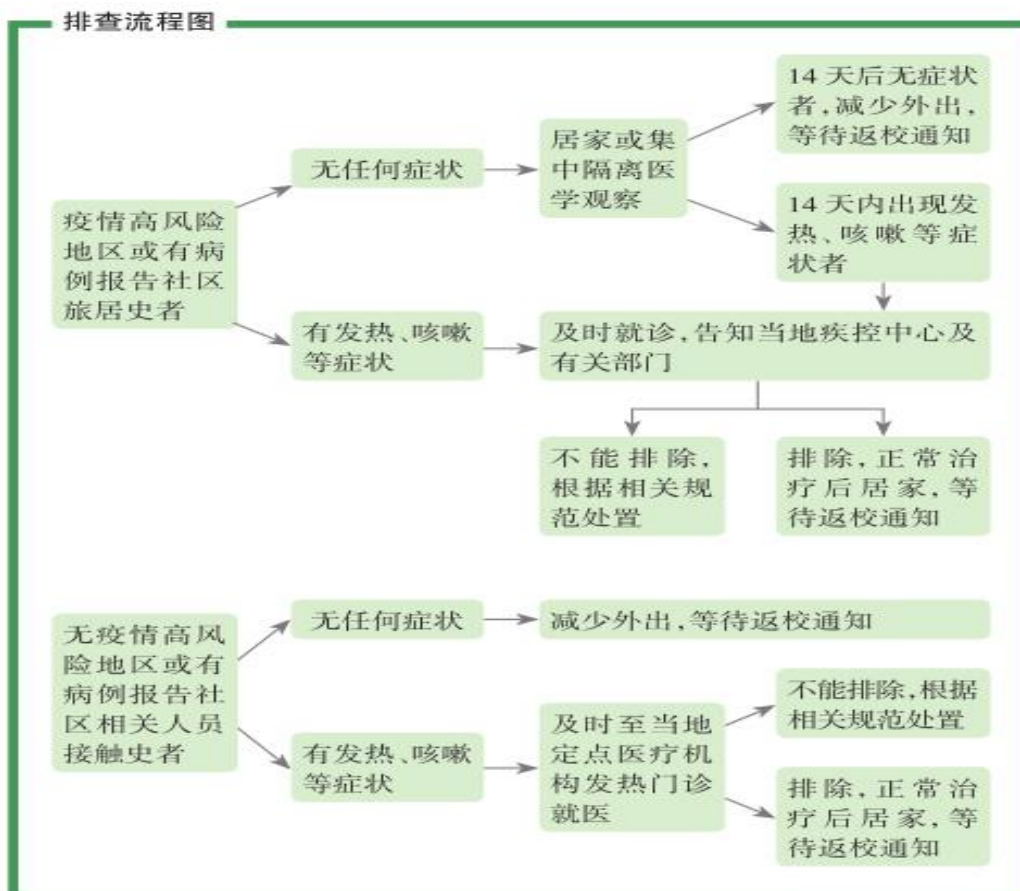 排查流程图
14 天后无症状
者,减少外出,
等待返校通知
无任何症状
居家或集
中隔离医
学观察
疫情高风险
地区或有病
例报告社区
旅居史者
14 天内出现发
热、咳嗽等症
状者
有发热、咳嗽
等症状
及时就诊,告知当地疾控中心及
有关部门
不能排除,
根据相关规
范处置
排除,正常治
疗后居家,等
待返校通知
无疫情高风
险地区或有
病例报告社
区相关人员
接触史者
无任何症状
减少外出,等待返校通知
有发热、咳嗽
等症状
及时至当地
定点医疗机
构发热门诊
就医
不能排除,根据
相关规范处置
排除,正常治
疗后居家,等
待返校通知